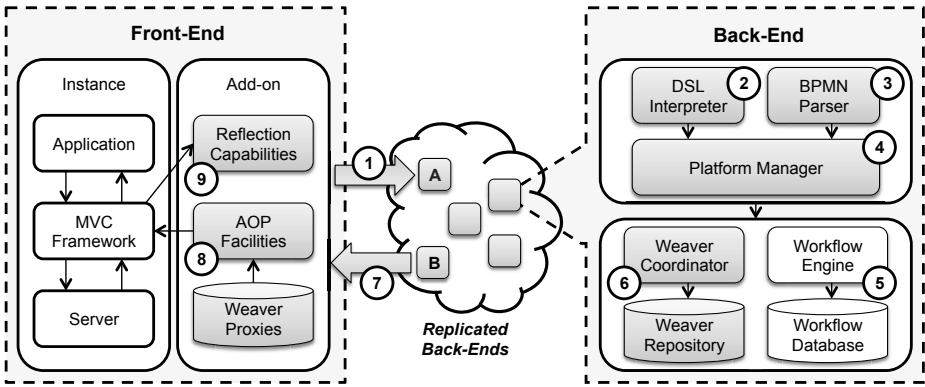 Front-End
Instance
Application
MVC
Framework
Server
Add-on
Reflection
Capabilities
9
AOP
Facilities
8
Weaver
Proxies
1
7
A
B
Replicated
Back-Ends
Back-End
DSL
Interpreter
2
BPMN
Parser
3
Platform Manager
4
Weaver
Coordinator
6
Weaver
Repository
Workflow
Engine
5
Workflow
Database